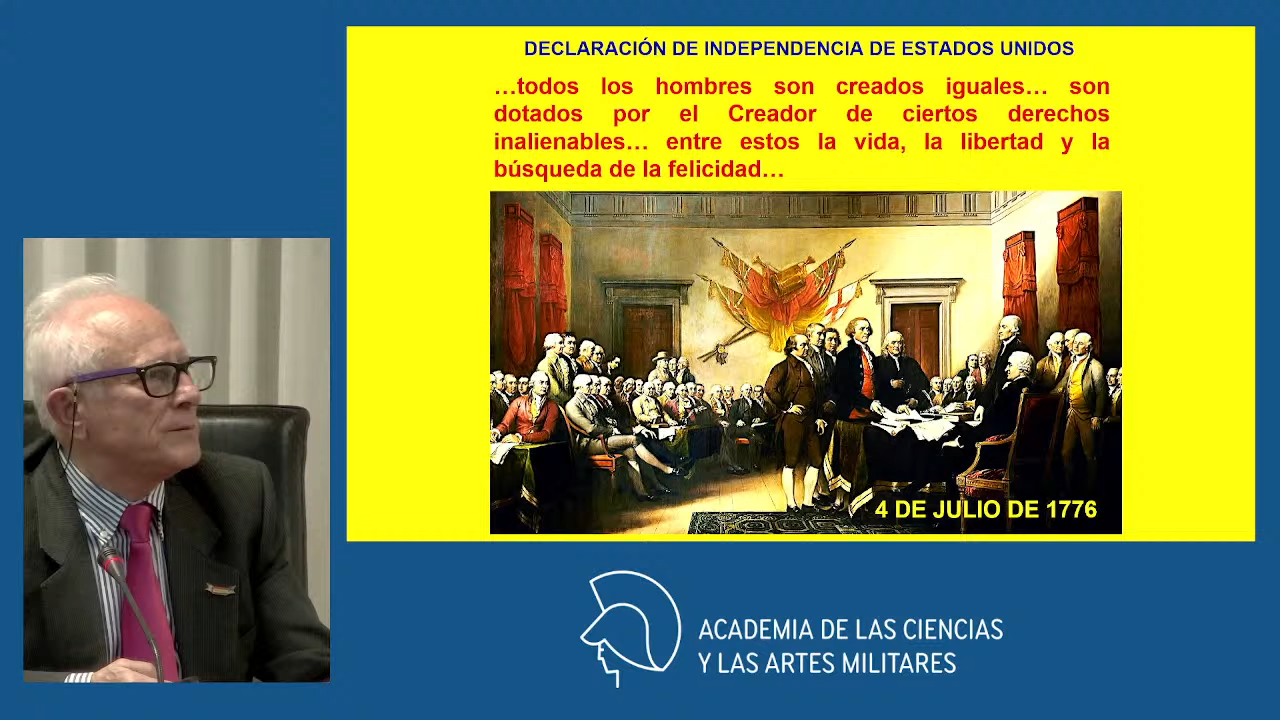 DECLARACIÓN DE INDEPENDENCIA DE ESTADOS UNIDOS
…todos los hombres son creados iguales… son
dotados por el Creador de ciertos derechos
inalienables… entre estos la vida, la libertad y la
búsqueda de la felicidad…
4 DE JULIO DE 1776
ACADEMIA DE LAS CIENCIAS
Y LAS ARTES MILITARES